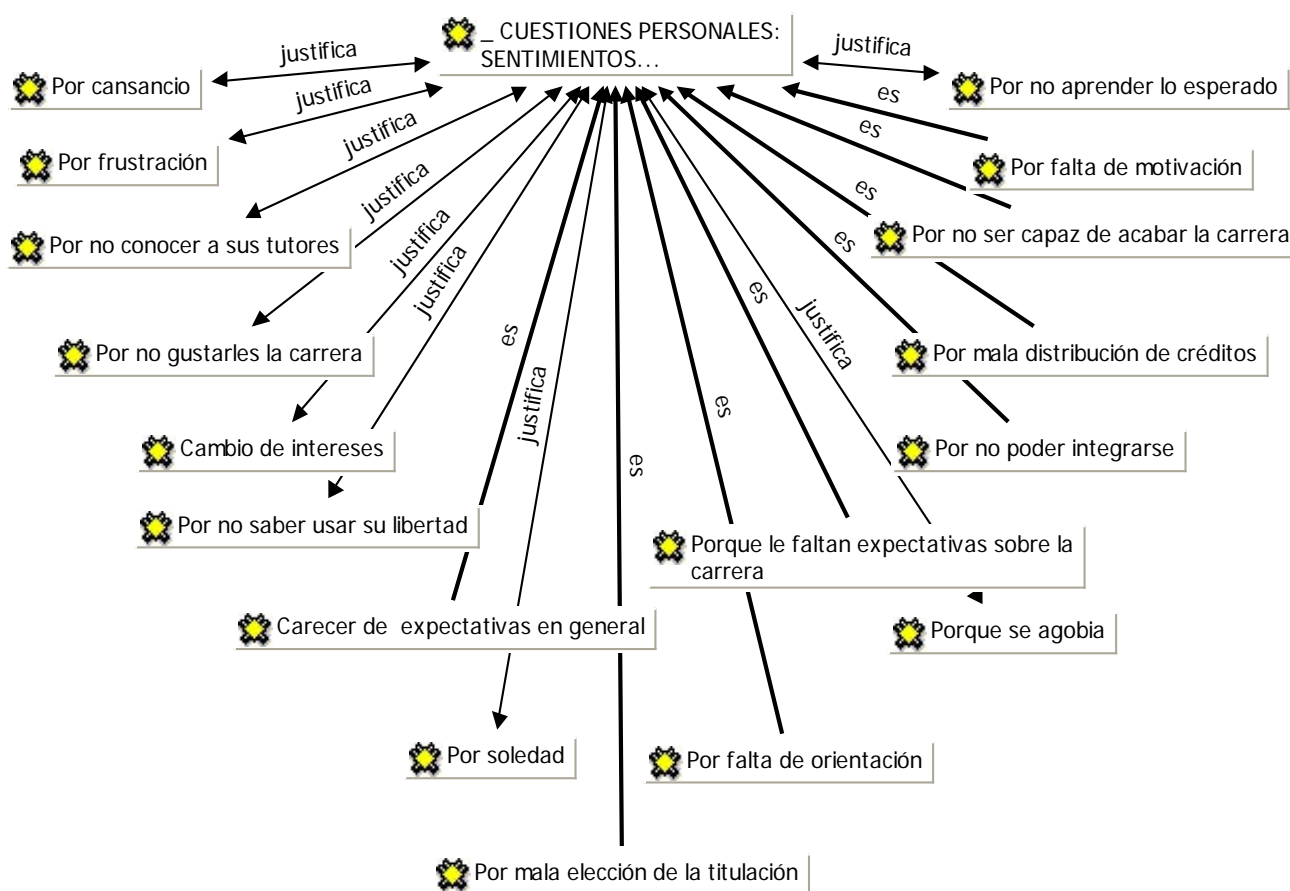 _ CUESTIONES PERSONALES:
SENTIMIENTOS...
justifica
justifica
Por cansancio
Por no aprender lo esperado
justifica
es
justifica
es
Por frustración
Por falta de motivación
justifica
es
Por no conocer a sus tutores
justifica
es
Por no ser capaz de acabar la carrera
justifica
es
justifica
es
Por no gustarles la carrera
justifica
Por mala distribución de créditos
es
Cambio de intereses
es
Por no poder integrarse
Por no saber usar su libertad
Porque le faltan expectativas sobre la
carrera
Carecer de expectativas en general
Porque se agobia
Por soledad
Por falta de orientación
Por mala elección de la titulación